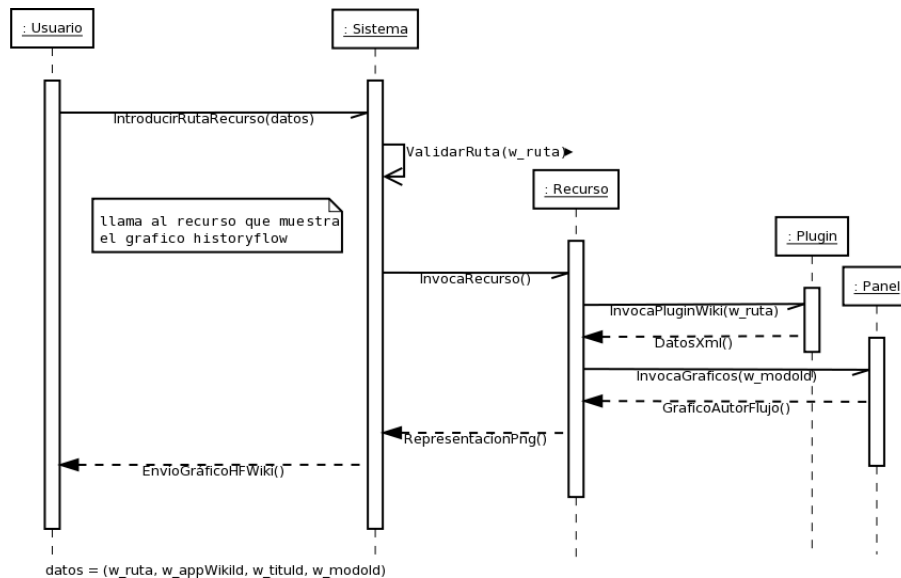 : Usuario
: Sistema
IntroducirRutaRecurso(datos)
ValidarRuta(w_ruta)
: Recurso
llama al recurso que muestra
el grafico historyflow
: Plugin
InvocaRecurso()
: Panel
InvocaPluginWiki(w_ruta)
DatosXml()
InvocaGraficos(w_modoId)
GraficoAutorFlujo()
RepresentacionPng()
EnvioGráficoHFWiki()
datos = (w_ruta, w_appWikiId, w_tituId, w_modoId)